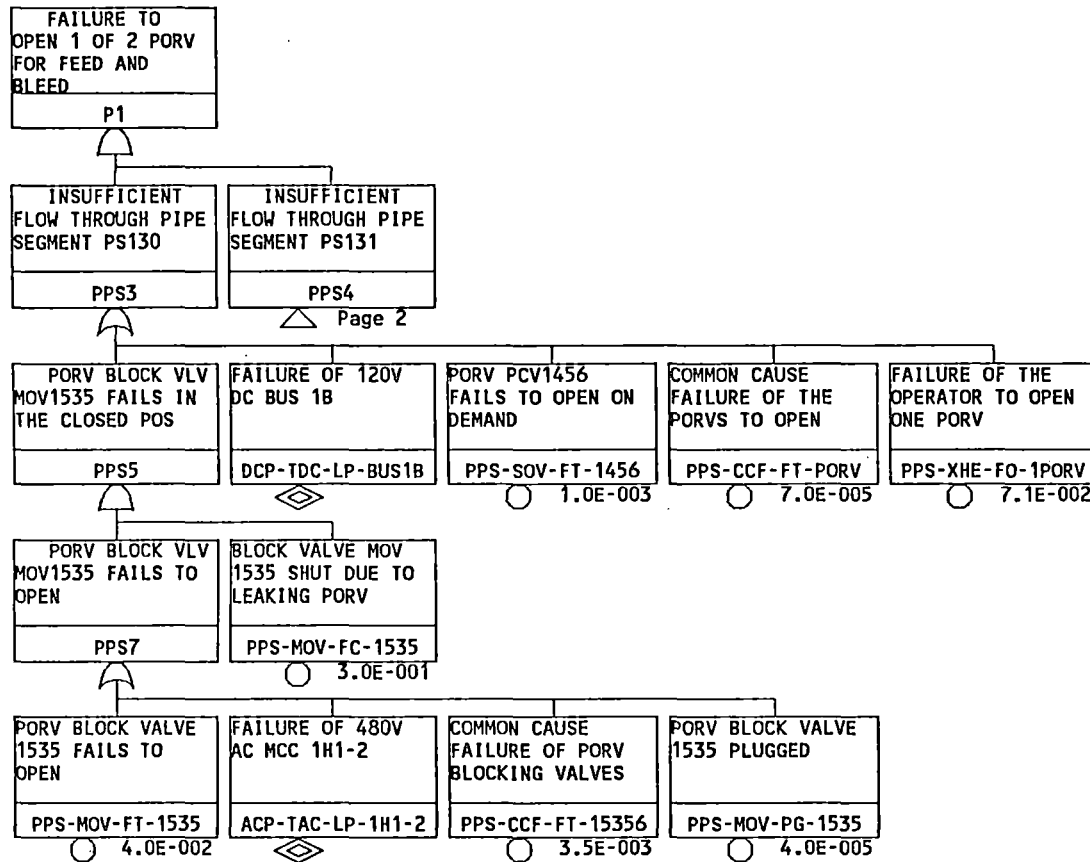 FAILURE TO
OPEN 1 OF 2 PORV
FOR FEED AND
BLEED
P1
INSUFFICIENT
FLOW THROUGH PIPE
SEGMENT PS130
PPS3
INSUFFICIENT
FLOW THROUGH PIPE
SEGMENT PS131
PPS4
Page 2
PORV BLOCK VLV
MOV1535 FAILS IN
THE CLOSED POS
PPS5
FAILURE OF 120V
DC BUS 1B
DCP-TDC-LP-BUS1B
PORV PCV1456
FAILS TO OPEN ON
DEMAND
PPS-SOV-FT-1456
1.0E-003
COMMON CAUSE
FAILURE OF THE
PORVS TO OPEN
PPS-CCF-FT-PORV
7.0E-005
FAILURE OF THE
OPERATOR TO OPEN
ONE PORV
PPS-XHE-FO-1PORV
7.1E-002
PORV BLOCK VLV
MOV1535 FAILS TO
OPEN
PPS7
BLOCK VALVE MOV
1535 SHUT DUE TO
LEAKING PORV
PPS-MOV-FC-1535
3.0E-001
PORV BLOCK VALVE
1535 FAILS TO
OPEN
PPS-MOV-FT-1535
4.0E-002
FAILURE OF 480V
AC MCC 1H1-2
ACP-TAC-LP-1H1-2
COMMON CAUSE
FAILURE OF PORV
BLOCKING VALVES
PPS-CCF-FT-15356
3.5E-003
PORV BLOCK VALVE
1535 PLUGGED
PPS-MOV-PG-1535
4.0E-005